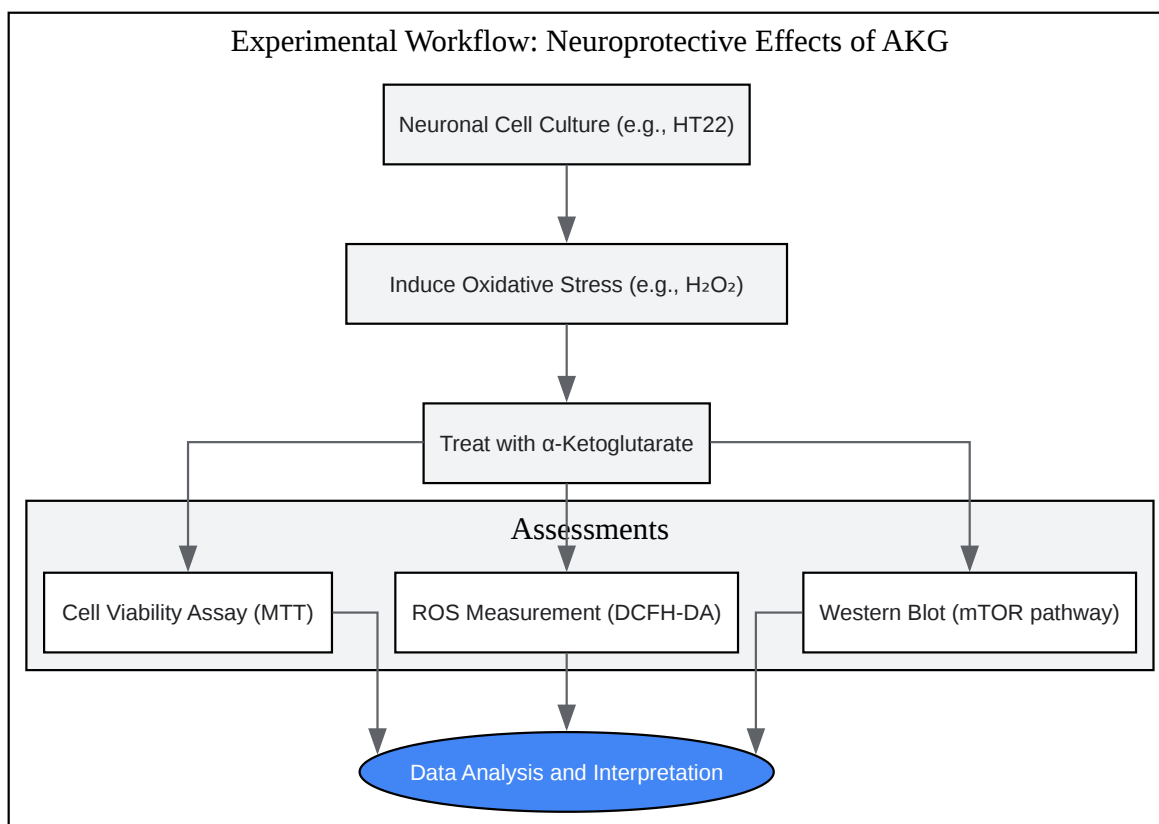 Experimental Workflow: Neuroprotective Effects of AKG
Neuronal Cell Culture (e.g., HT22)
Induce Oxidative Stress (e.g., H₂O₂)
Treat with α-Ketoglutarate
Assessments
Cell Viability Assay (MTT)
ROS Measurement (DCFH-DA)
Western Blot (mTOR pathway)
Data Analysis and Interpretation